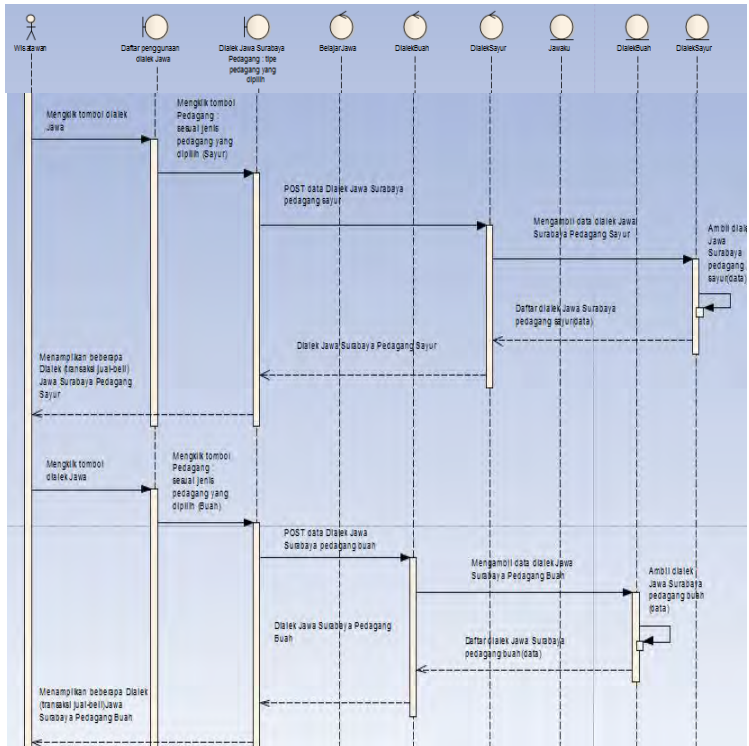 Wisatawan
Daftar penggunaan
dialek Jawa
Dialek Jawa Surabaya
Pedagang : tipe
pedagang yang
dipilih
BelajarJawa
DialekBuah
DialekSayur
Jawaku
DialekBuah
DialekSayur
Mengklik tombol dialek
Jawa
Mengklik tombol
Pedagang :
sesuai jenis
pedagang yang
dipilih (Sayur)
POST data Dialek Jawa Surabaya
pedagang sayur
Mengambil data dialek Jawa
Surabaya Pedagang Sayur
Ambil diale
Jawa
Surabaya
pedagang
sayur(data)
Daftar dialek Jawa Surabaya
pedagang sayur(data)
Dialek Jawa Surabaya Pedagang Sayur
Menampilkan beberapa
Dialek (transaksi jual-beli)
Jawa Surabaya Pedagang
Sayur
Mengklik tombol
dialek Jawa
Mengklik tombol
Pedagang :
sesuai jenis
pedagang yang
dipilih (Buah)
POST data Dialek Jawa
Surabaya pedagang buah
Mengambil data dialek Jawa
Surabaya Pedagang Buah
Ambil dialek
Jawa Surabaya
pedagang buah
(data)
Dialek Jawa Surabaya Pedagang
Buah
Daftar dialek Jawa Surabaya
pedagang buah(data)
Menampilkan beberapa Dialek
(transaksi jual-beli)Jawa
Surabaya Pedagang Buah